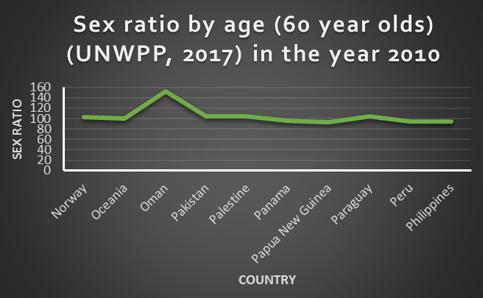 Sex ratio by age (60 year olds)
(UNWPP, 2017) in the year 2010
SEX RATIO
160
140
120
100
80
60
40
20
0
Norway
Oceania
Oman
Pakistan
Palestine
Panama
Papua New Guinea
Paraguay
Peru
Philippines
COUNTRY